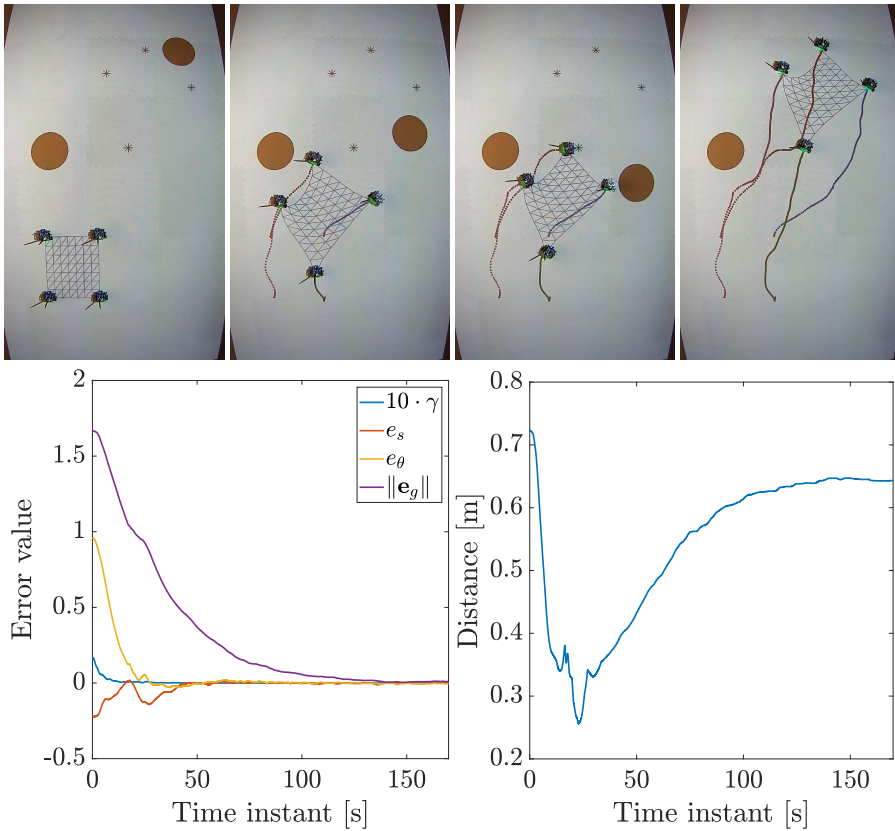 2
1.5
1
0.5
0
-0.5
0
50
100
150
Error value
Time instant [s]
10 · γ
e_s
e_θ
‖e_g‖
0.8
0.7
0.6
0.5
0.4
0.3
0.2
0
50
100
150
Distance [m]
Time instant [s]